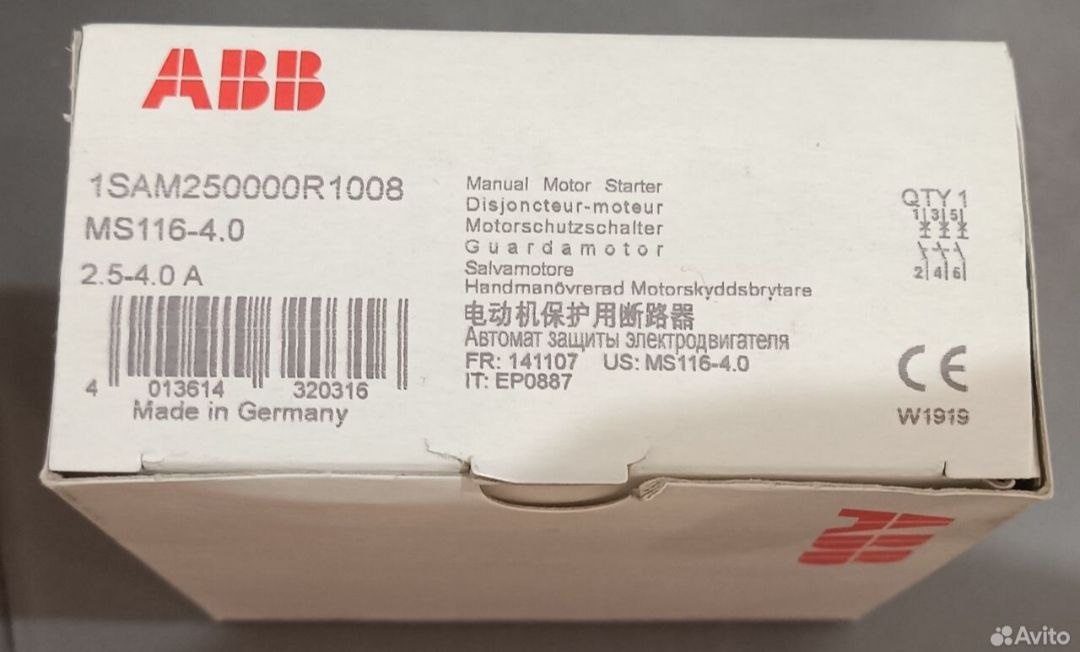 ABB
1SAM250000R1008
MS116-4.0
2.5-4.0 A
4 013614 320316
Made in Germany
Manual Motor Starter
Disjoncteur-moteur
Motorschutzschalter
Guardamotor
Salvamotore
Handmanövrerad Motorskyddsbrytare
电动机保护用断路器
Автомат защиты электродвигателя
FR: 141107 US: MS116-4.0
IT: EP0887
QTY 1
1 3 5
2 4 6
CE
W1919
ABB
Avito